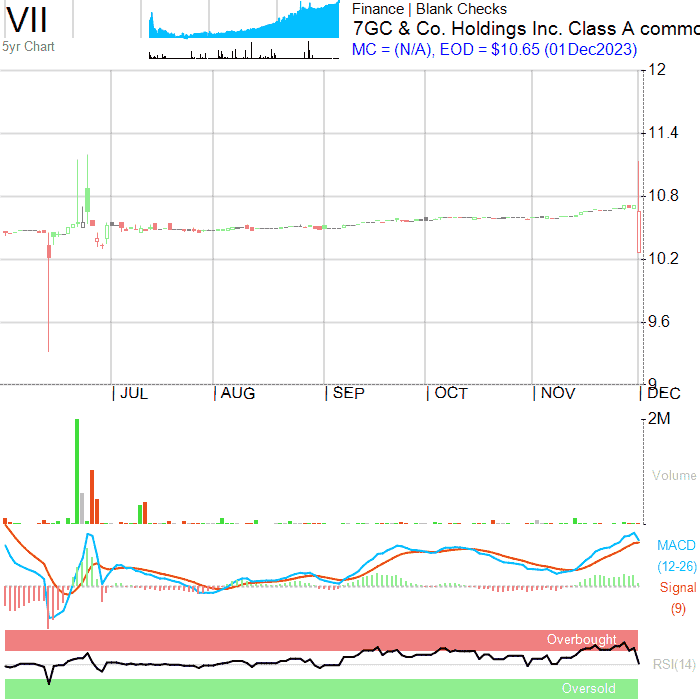 VII
5yr Chart
Finance | Blank Checks
7GC & Co. Holdings Inc. Class A commo
MC = (N/A), EOD = $10.65 (01Dec2023)
12
11.4
10.8
10.2
9.6
9
JUL AUG SEP OCT NOV DEC
2M
Volume
MACD
(12-26)
Signal
(9)
Overbought
RSI(14)
Oversold